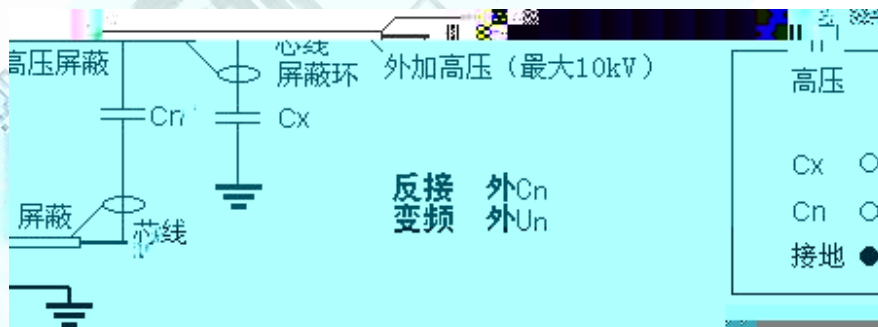 芯线
高压屏蔽
屏蔽环
外加高压（最大10kV）
高压
Cn
Cx
Cx
反接 外Cn
变频 外Un
屏蔽
芯线
Cn
接地